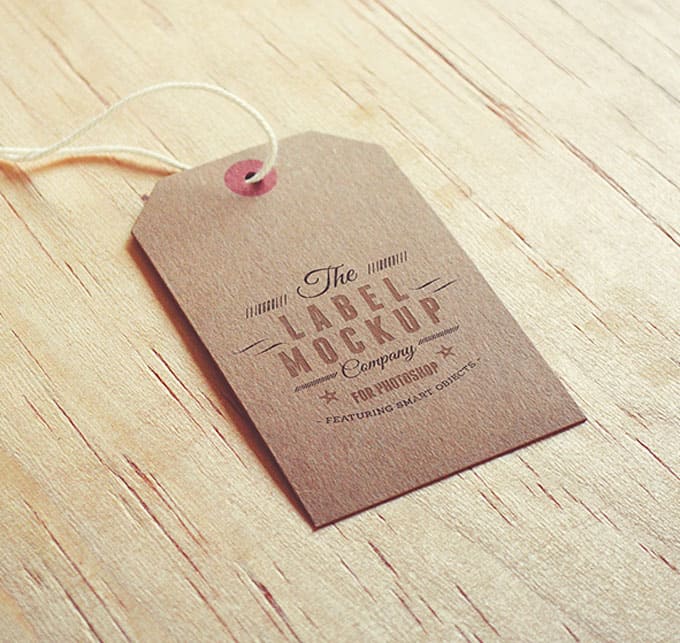 The
LABEL
MOCKUP
Company
FOR PHOTOSHOP
- FEATURING SMART OBJECTS -